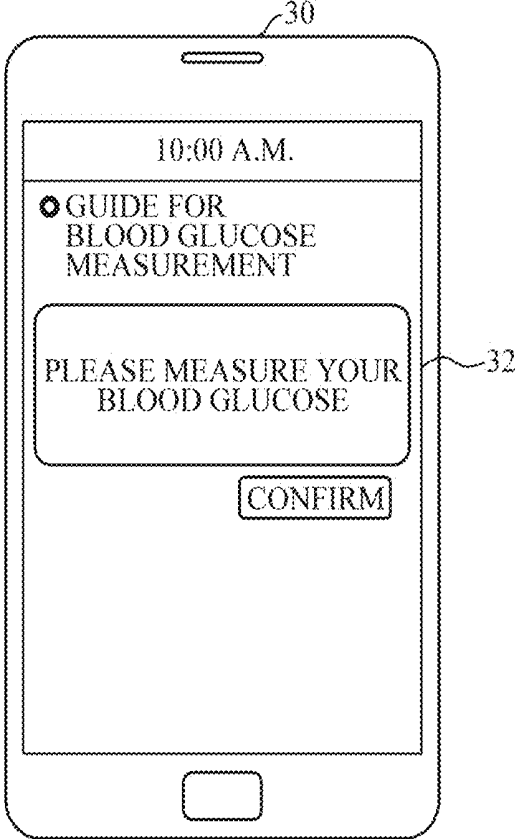 30
10:00 A.M.
GUIDE FOR
BLOOD GLUCOSE
MEASUREMENT
PLEASE MEASURE YOUR
BLOOD GLUCOSE
32
CONFIRM